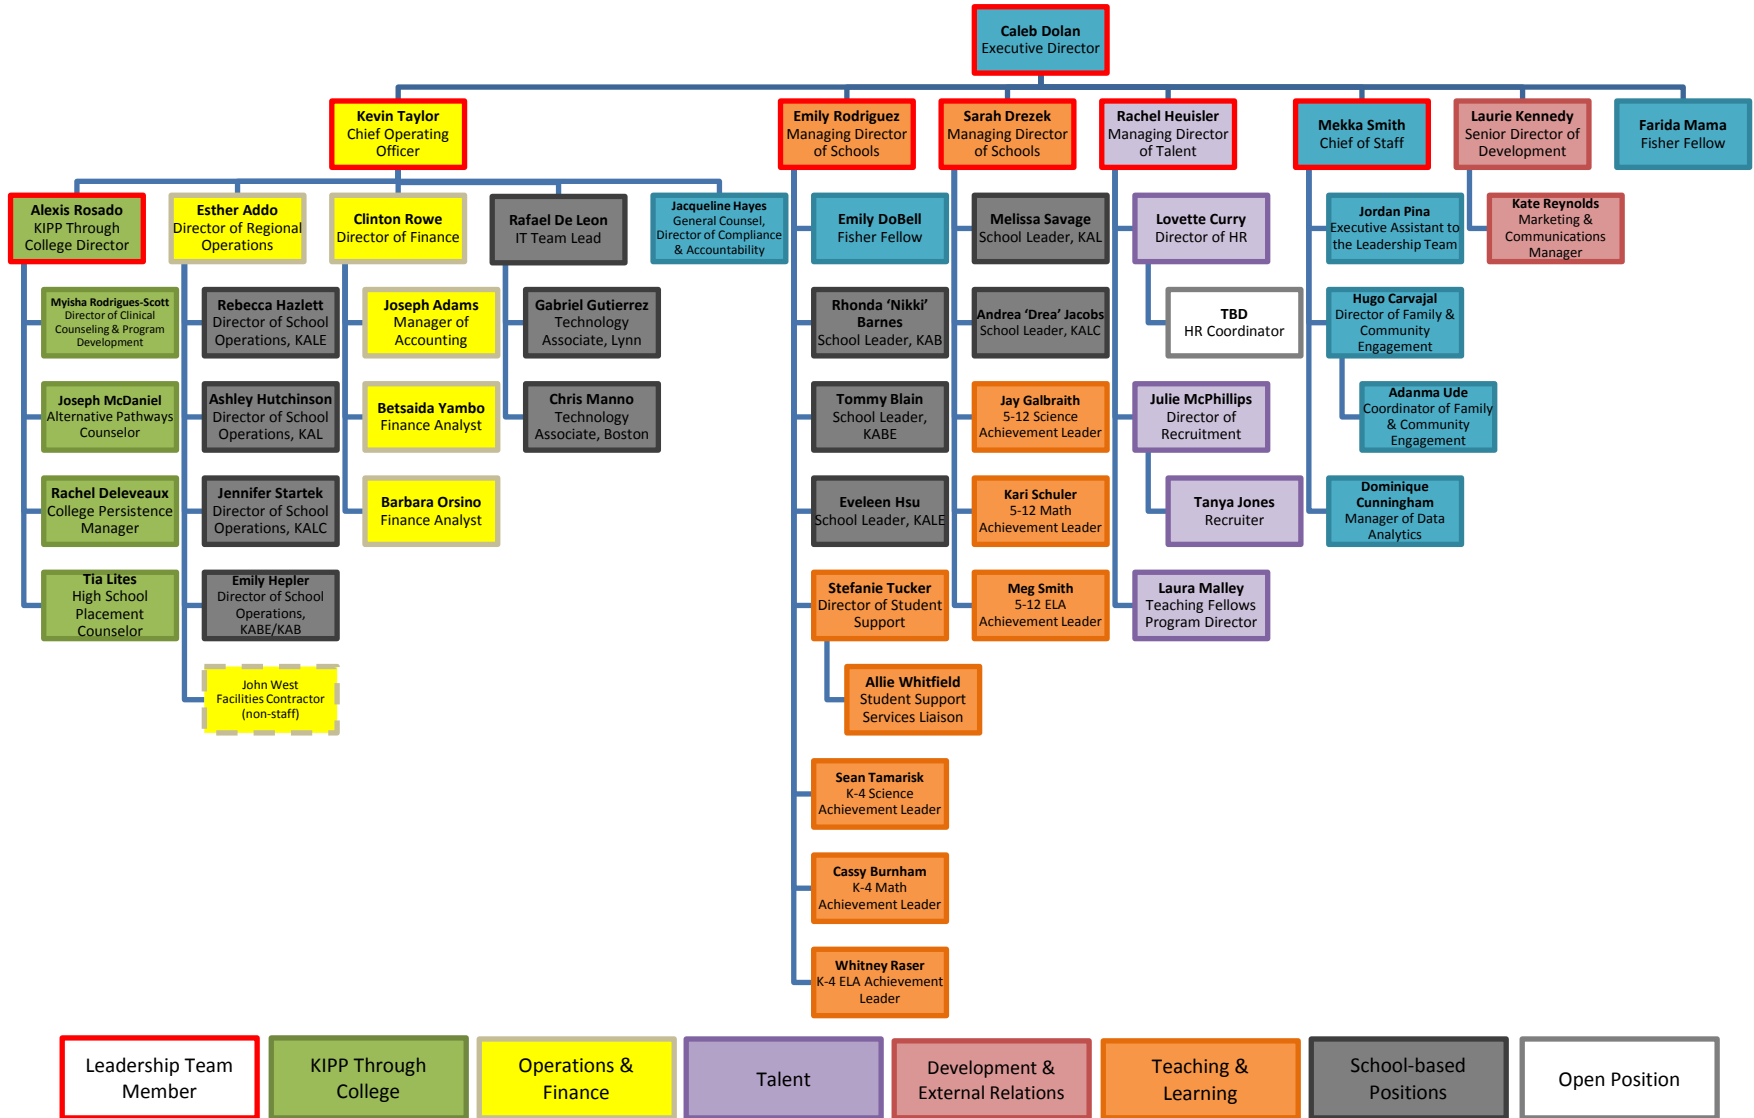 Caleb Dolan
Executive Director
Kevin Taylor
Chief Operating
Officer
Emily Rodriguez
Managing Director
of Schools
Sarah Drezek
Managing Director
of Schools
Rachel Heuisler
Managing Director
of Talent
Mekka Smith
Chief of Staff
Laurie Kennedy
Senior Director of
Development
Farida Mama
Fisher Fellow
Alexis Rosado
KIPP Through
College Director
Esther Addo
Director of Regional
Operations
Clinton Rowe
Director of Finance
Rafael De Leon
IT Team Lead
Jacqueline Hayes
General Counsel,
Director of Compliance
& Accountability
Emily DoBell
Fisher Fellow
Melissa Savage
School Leader, KAL
Lovette Curry
Director of HR
Jordan Pina
Executive Assistant to
the Leadership Team
Kate Reynolds
Marketing &
Communications
Manager
Myisha Rodrigues-Scott
Director of Clinical
Counseling & Program
Development
Rebecca Hazlett
Director of School
Operations, KALE
Joseph Adams
Manager of
Accounting
Gabriel Gutierrez
Technology
Associate, Lynn
Rhonda ‘Nikki’
Barnes
School Leader, KAB
Andrea ‘Drea’ Jacobs
School Leader, KALC
TBD
HR Coordinator
Hugo Carvajal
Director of Family &
Community
Engagement
Joseph McDaniel
Alternative Pathways
Counselor
Ashley Hutchinson
Director of School
Operations, KAL
Betsaida Yambo
Finance Analyst
Chris Manno
Technology
Associate, Boston
Tommy Blain
School Leader,
KABE
Jay Galbraith
5-12 Science
Achievement Leader
Julie McPhillips
Director of
Recruitment
Adanma Ude
Coordinator of Family
& Community
Engagement
Rachel Deleveaux
College Persistence
Manager
Jennifer Startek
Director of School
Operations, KALC
Barbara Orsino
Finance Analyst
Eveleen Hsu
School Leader, KALE
Kari Schuler
5-12 Math
Achievement Leader
Tanya Jones
Recruiter
Dominique
Cunningham
Manager of Data
Analytics
Tia Lites
High School
Placement
Counselor
Emily Hepler
Director of School
Operations,
KABE/KAB
Stefanie Tucker
Director of Student
Support
Meg Smith
5-12 ELA
Achievement Leader
Laura Malley
Teaching Fellows
Program Director
John West
Facilities Contractor
(non-staff)
Allie Whitfield
Student Support
Services Liaison
Sean Tamarisk
K-4 Science
Achievement Leader
Cassy Burnham
K-4 Math
Achievement Leader
Whitney Raser
K-4 ELA Achievement
Leader
Leadership Team
Member
KIPP Through
College
Operations &
Finance
Talent
Development &
External Relations
Teaching &
Learning
School-based
Positions
Open Position